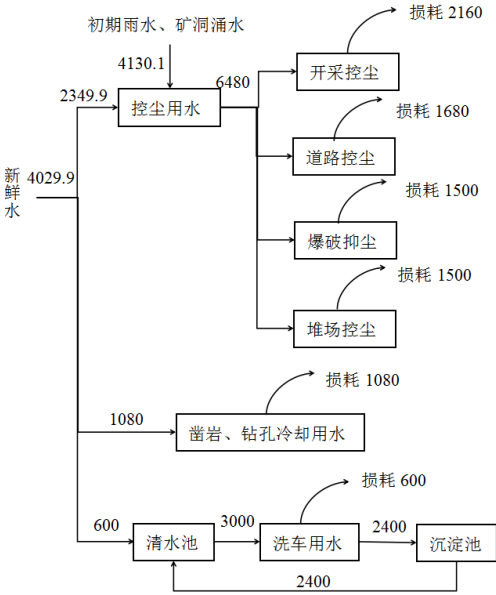 损耗 2160
初期雨水、矿洞涌水
4130.1
6480
开采控尘
2349.9
控尘用水
损耗 1680
道路控尘
新鲜水
4029.9
损耗 1500
爆破抑尘
损耗 1500
堆场控尘
损耗 1080
1080
凿岩、钻孔冷却用水
损耗 600
600
3000
2400
清水池
洗车用水
沉淀池
2400